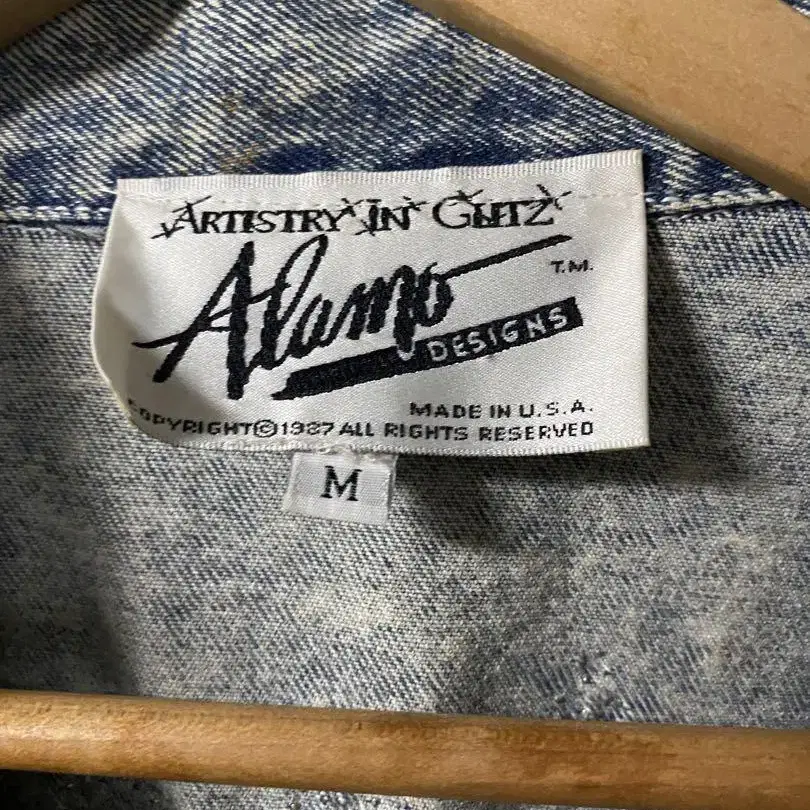 ARTISTRY IN GLITZ
Alamo
T.M.
DESIGNS
MADE IN U.S.A.
COPYRIGHT©1987 ALL RIGHTS RESERVED
M